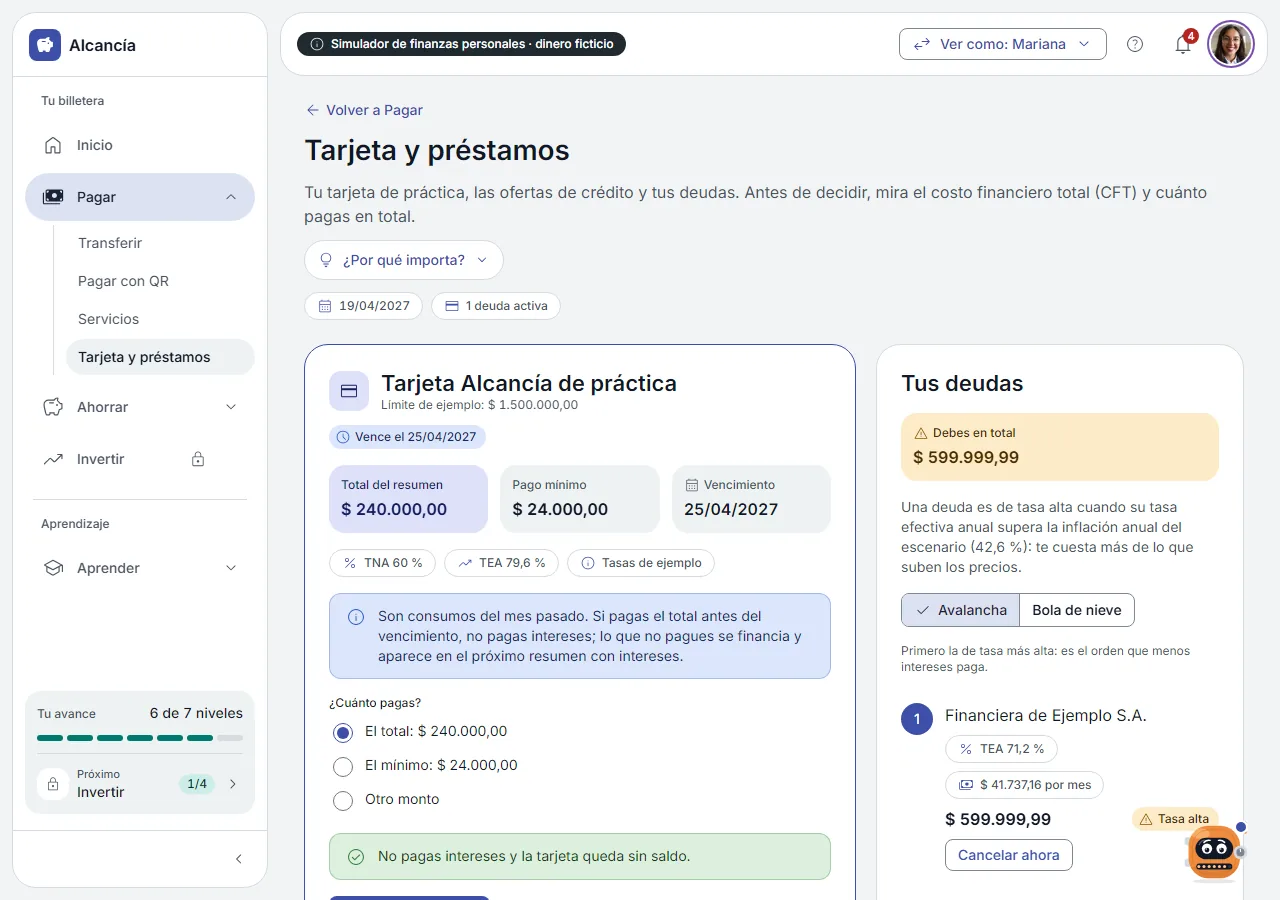 Alcancía
Tu billetera
Inicio
Pagar
Transferir
Pagar con QR
Servicios
Tarjeta y préstamos
Ahorrar
Invertir
Aprendizaje
Aprender
Tu avance
6 de 7 niveles
Próximo
Invertir
1/4
Simulador de finanzas personales · dinero ficticio
Ver como: Mariana
4
Volver a Pagar
Tarjeta y préstamos
Tu tarjeta de práctica, las ofertas de crédito y tus deudas. Antes de decidir, mira el costo financiero total (CFT) y cuánto
pagas en total.
¿Por qué importa?
19/04/2027
1 deuda activa
Tarjeta Alcancía de práctica
Límite de ejemplo: $ 1.500.000,00
Vence el 25/04/2027
Total del resumen
$ 240.000,00
Pago mínimo
$ 24.000,00
Vencimiento
25/04/2027
TNA 60 %
TEA 79,6 %
Tasas de ejemplo
Son consumos del mes pasado. Si pagas el total antes del
vencimiento, no pagas intereses; lo que no pagues se financia y
aparece en el próximo resumen con intereses.
¿Cuánto pagas?
El total: $ 240.000,00
El mínimo: $ 24.000,00
Otro monto
No pagas intereses y la tarjeta queda sin saldo.
Tus deudas
Debes en total
$ 599.999,99
Una deuda es de tasa alta cuando su tasa
efectiva anual supera la inflación anual del
escenario (42,6 %): te cuesta más de lo que
suben los precios.
Avalancha
Bola de nieve
Primero la de tasa más alta: es el orden que menos
intereses paga.
1
Financiera de Ejemplo S.A.
TEA 71,2 %
$ 41.737,16 por mes
$ 599.999,99
Tasa alta
Cancelar ahora